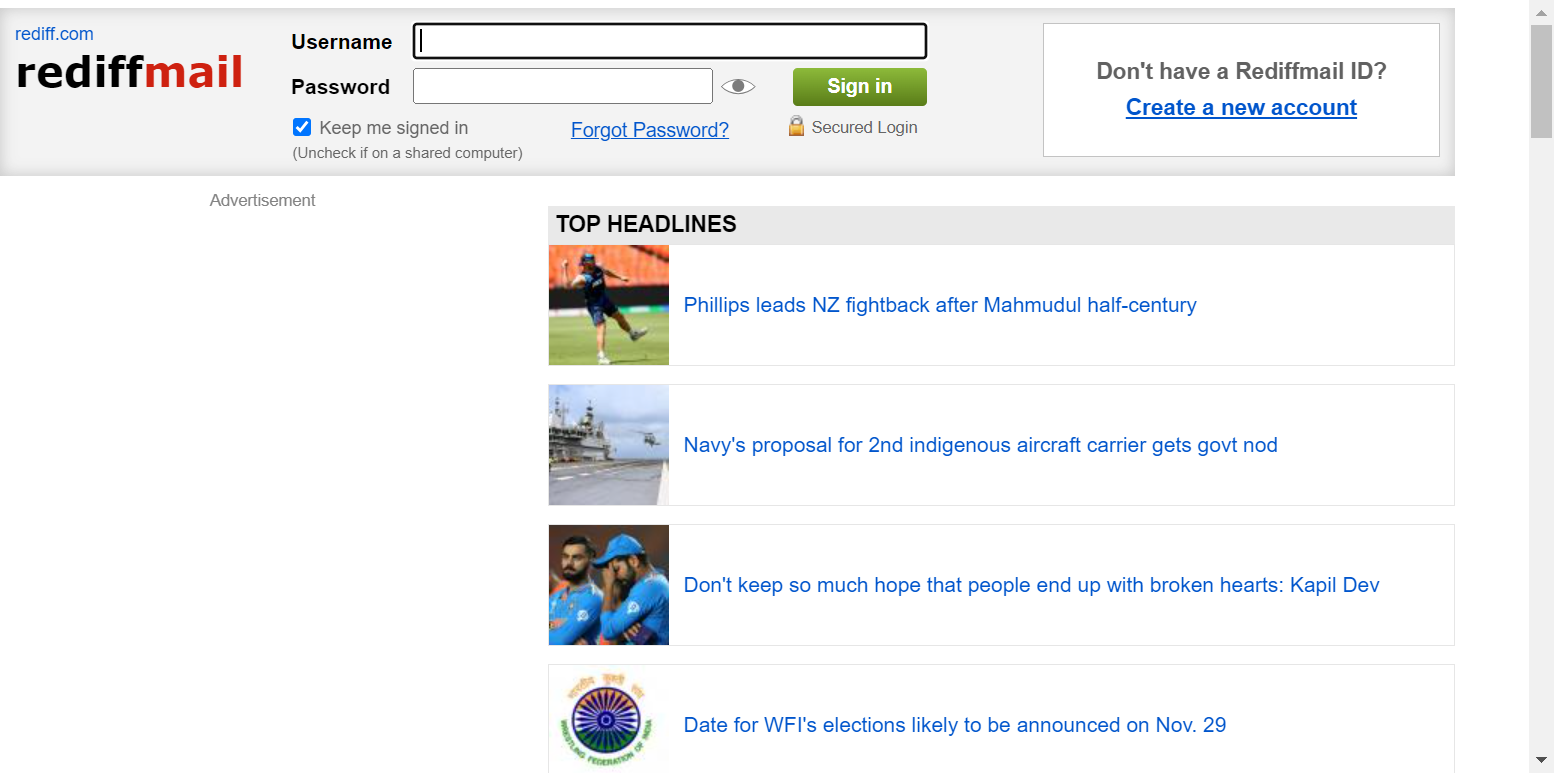 rediff.com
rediffmail
Username
Password
Sign in
Keep me signed in
(Uncheck if on a shared computer)
Forgot Password?
Secured Login
Don't have a Rediffmail ID?
Create a new account
Advertisement
TOP HEADLINES
Phillips leads NZ fightback after Mahmudul half-century
Navy's proposal for 2nd indigenous aircraft carrier gets govt nod
Don't keep so much hope that people end up with broken hearts: Kapil Dev
भारतीय कुश्ती संघ
WRESTLING FEDERATION OF INDIA
Date for WFI's elections likely to be announced on Nov. 29